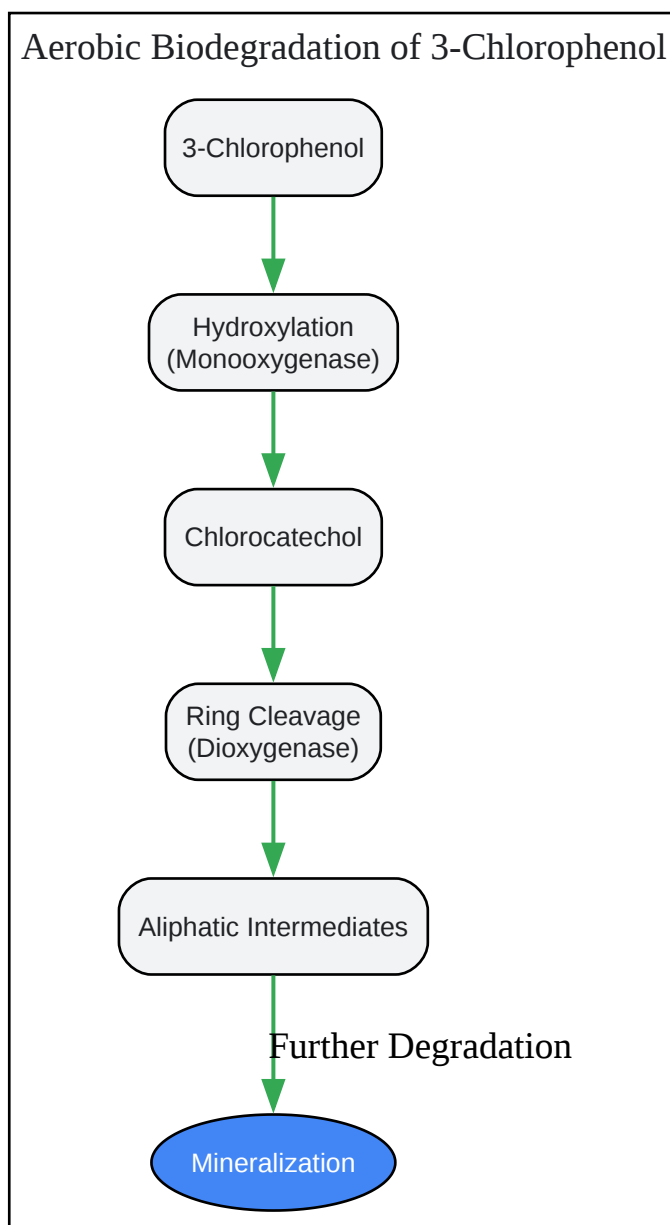 Aerobic Biodegradation of 3-Chlorophenol
3-Chlorophenol
Hydroxylation
(Monooxygenase)
Chlorocatechol
Ring Cleavage
(Dioxygenase)
Aliphatic Intermediates
Further Degradation
Mineralization